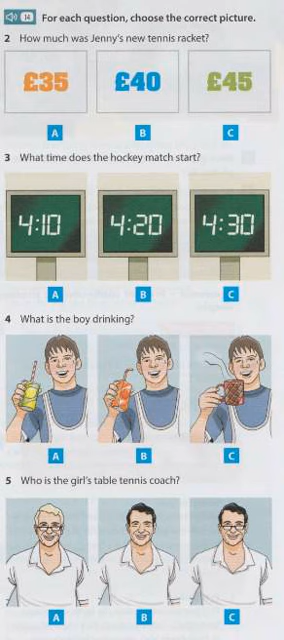 14 For each question, choose the correct picture.
2 How much was Jenny's new tennis racket?
£35 £40 £45
A B C
3 What time does the hockey match start?
4:10 4:20 4:30
A B C
4 What is the boy drinking?
A B C
5 Who is the girl's table tennis coach?
A B C